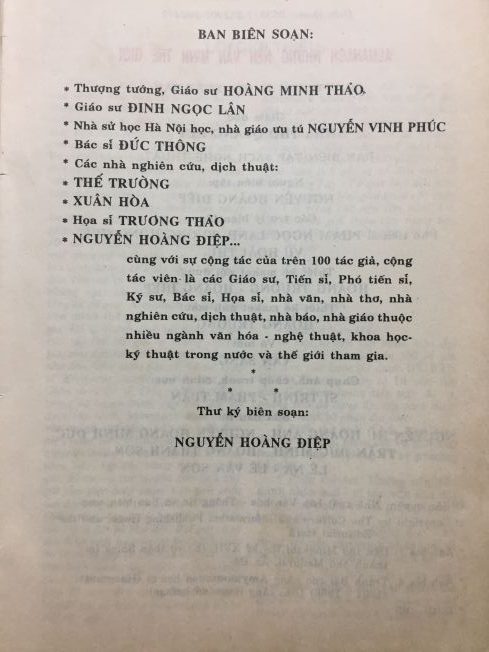 BAN BIÊN SOẠN:
* Thượng tướng, Giáo sư HOÀNG MINH THẢO,
* Giáo sư ĐINH NGỌC LÂN
* Nhà sử học Hà Nội học, nhà giáo ưu tú NGUYỄN VINH PHÚC
* Bác sĩ ĐỨC THÔNG
* Các nhà nghiên cứu, dịch thuật:
* THẾ TRƯỜNG
* XUÂN HÒA
* Họa sĩ TRƯƠNG THẢO
* NGUYỄN HOÀNG ĐIỆP...
cùng với sự cộng tác của trên 100 tác giả, cộng
tác viên là các Giáo sư, Tiến sĩ, Phó tiến sĩ,
Kỹ sư, Bác sĩ, Họa sĩ, nhà văn, nhà thơ, nhà
nghiên cứu, dịch thuật, nhà báo, nhà giáo thuộc
nhiều ngành văn hóa - nghệ thuật, khoa học-
kỹ thuật trong nước và thế giới tham gia.
*
* *
Thư ký biên soạn:
NGUYỄN HOÀNG ĐIỆP